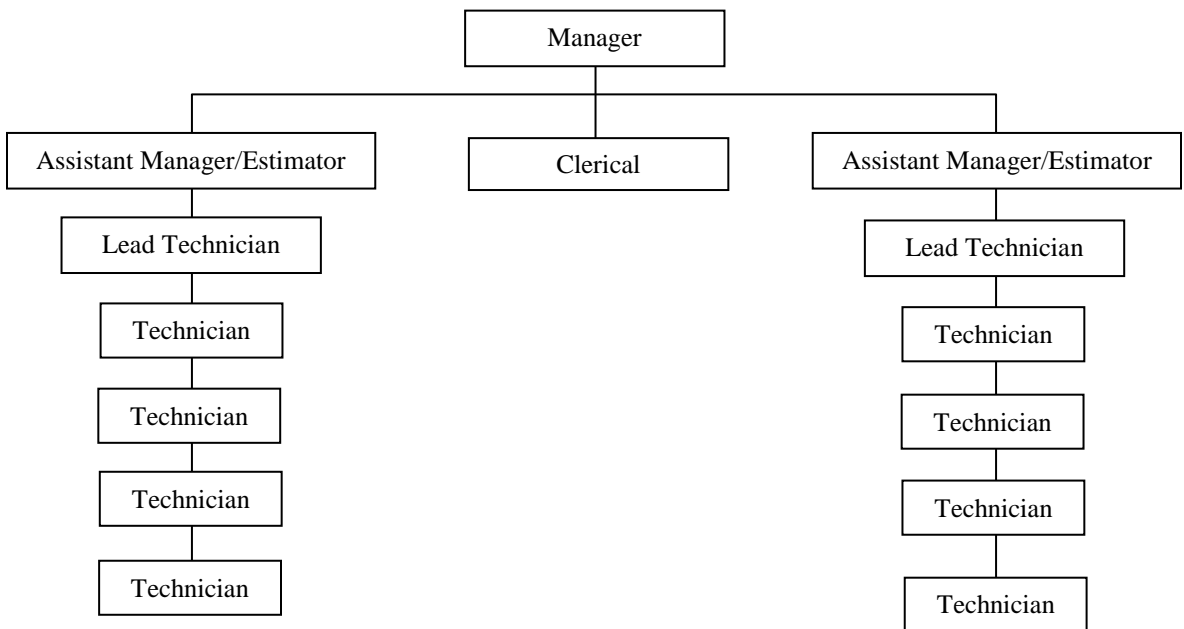 Manager
Assistant Manager/Estimator
Clerical
Assistant Manager/Estimator
Lead Technician
Lead Technician
Technician
Technician
Technician
Technician
Technician
Technician
Technician
Technician